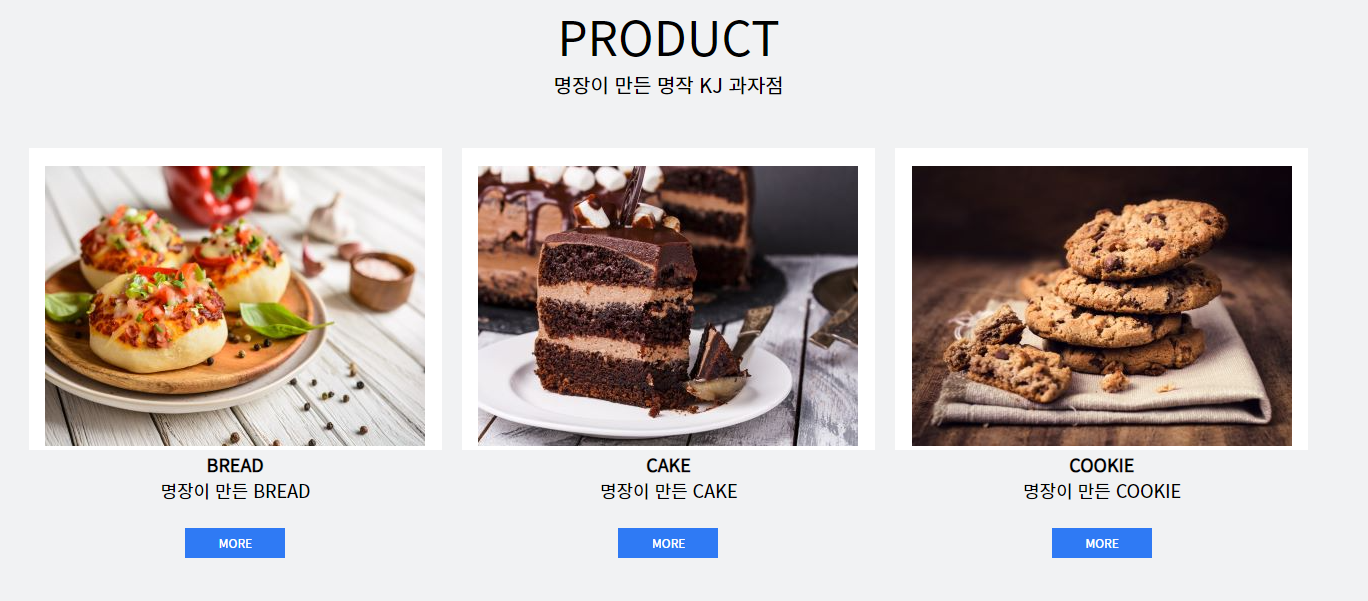 PRODUCT
명장이 만든 명작 KJ 과자점
BREAD
명장이 만든 BREAD
MORE
CAKE
명장이 만든 CAKE
MORE
COOKIE
명장이 만든 COOKIE
MORE